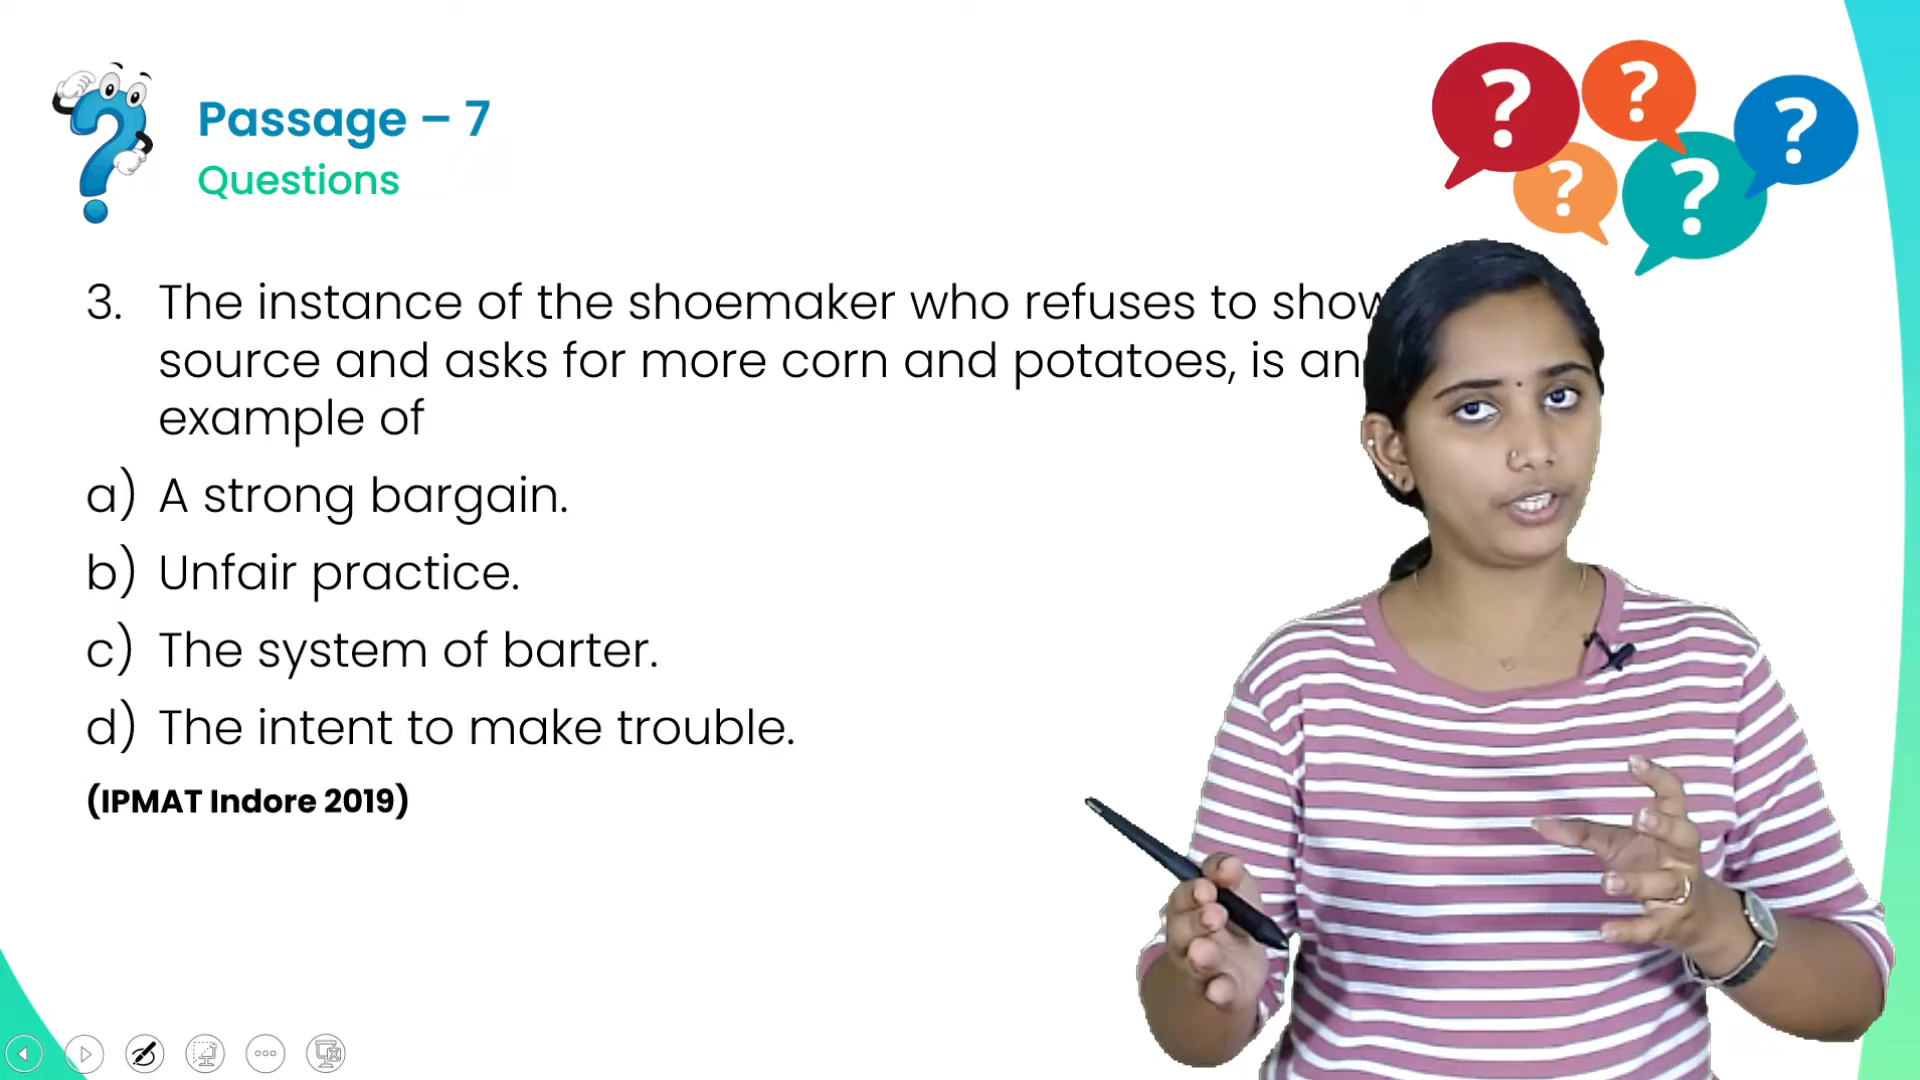 Passage – 7
Questions
? ? ? ? ?
3. The instance of the shoemaker who refuses to show
source and asks for more corn and potatoes, is an
example of
a) A strong bargain.
b) Unfair practice.
c) The system of barter.
d) The intent to make trouble.
(IPMAT Indore 2019)